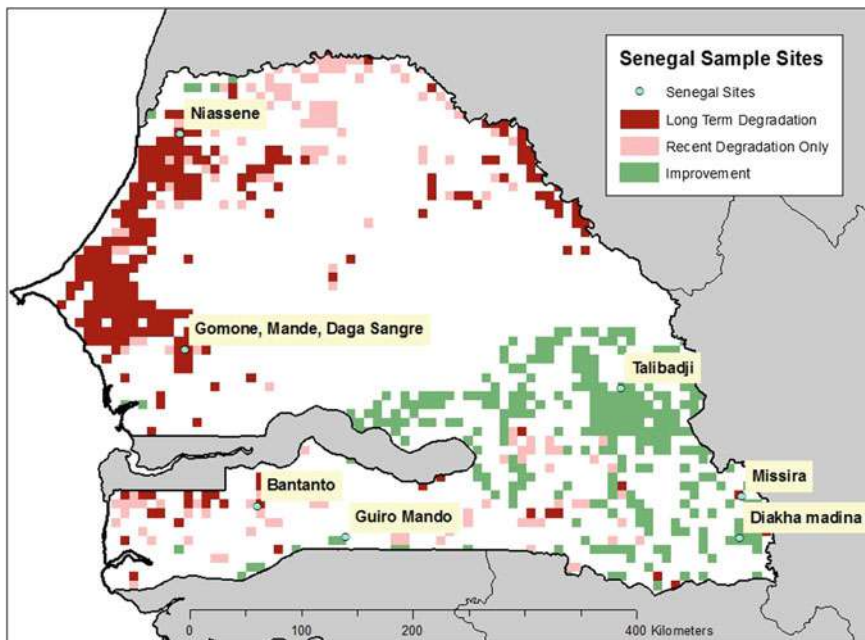 Senegal Sample Sites
Senegal Sites
Long Term Degradation
Recent Degradation Only
Improvement
Niassene
Gomone, Mande, Daga Sangre
Talibadji
Missira
Bantanto
Diakha madina
Guiro Mando
0 100 200 400 Kilometers